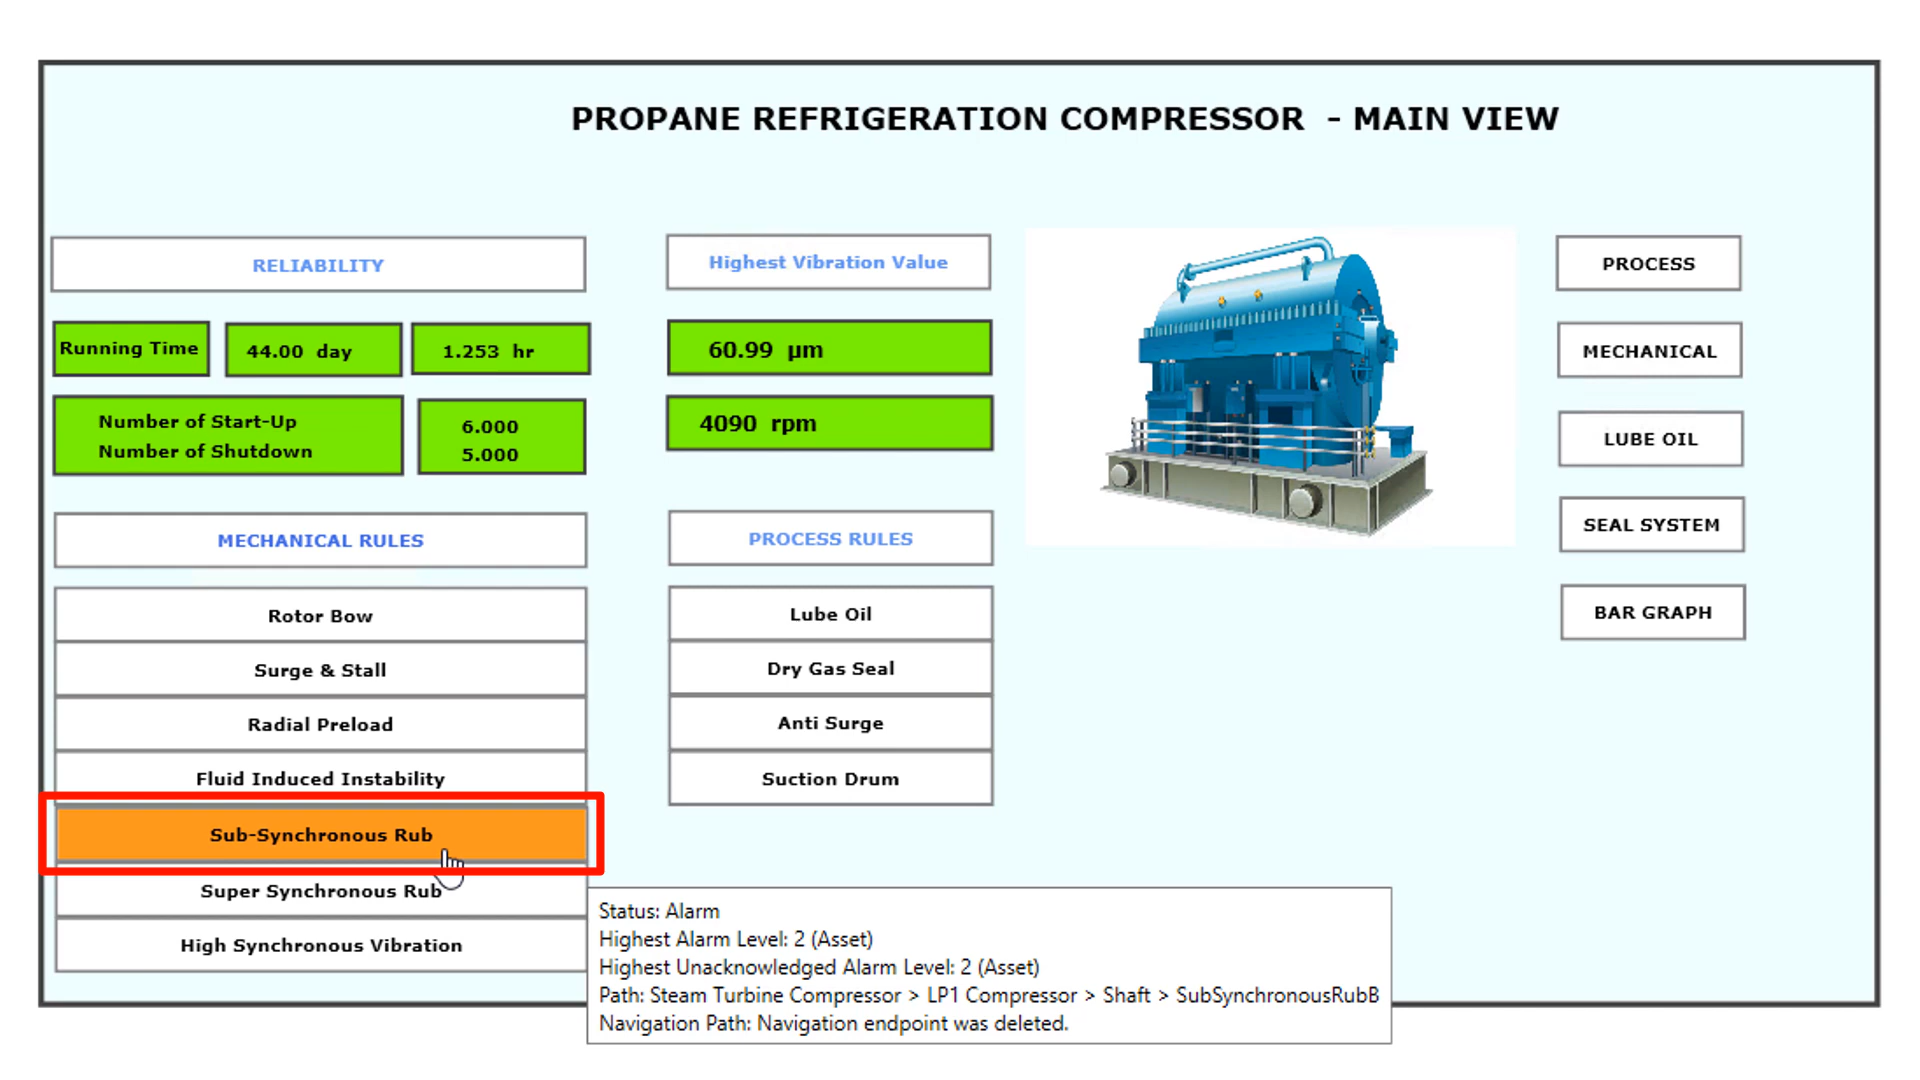 PROPANE REFRIGERATION COMPRESSOR - MAIN VIEW
RELIABILITY
Running Time
44.00 day
1.253 hr
Number of Start-Up
Number of Shutdown
6.000
5.000
Highest Vibration Value
60.99 µm
4090 rpm
PROCESS
MECHANICAL
LUBE OIL
SEAL SYSTEM
BAR GRAPH
MECHANICAL RULES
Rotor Bow
Surge & Stall
Radial Preload
Fluid Induced Instability
Sub-Synchronous Rub
Super Synchronous Rub
High Synchronous Vibration
PROCESS RULES
Lube Oil
Dry Gas Seal
Anti Surge
Suction Drum
Status: Alarm
Highest Alarm Level: 2 (Asset)
Highest Unacknowledged Alarm Level: 2 (Asset)
Path: Steam Turbine Compressor > LP1 Compressor > Shaft > SubSynchronousRubB
Navigation Path: Navigation endpoint was deleted.